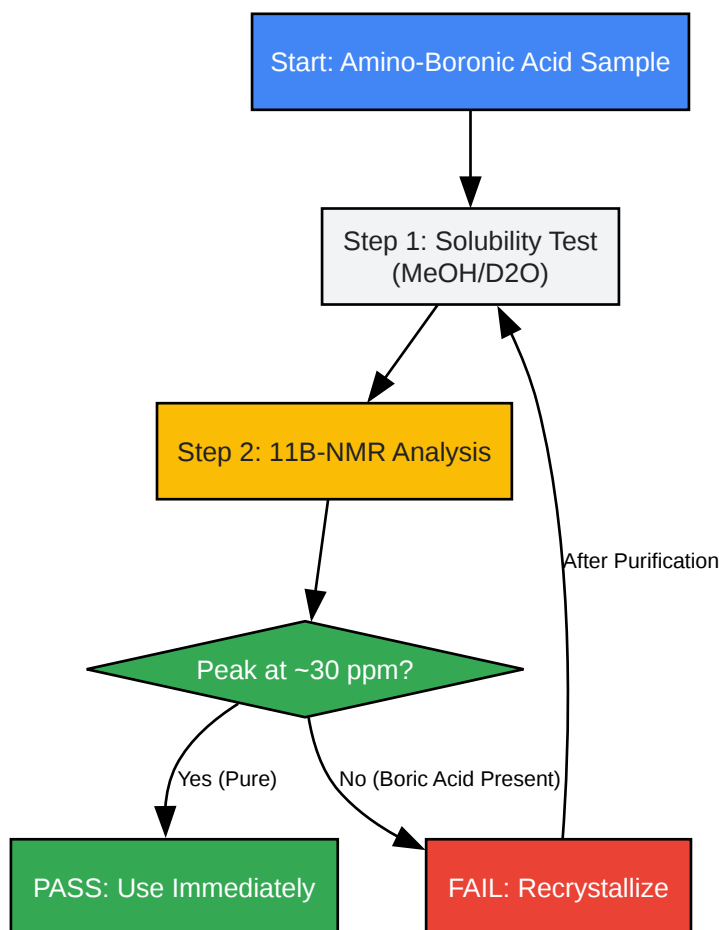 Start: Amino-Boronic Acid Sample
Step 1: Solubility Test
(MeOH/D2O)
Step 2: 11B-NMR Analysis
After Purification
Peak at ~30 ppm?
Yes (Pure)
No (Boric Acid Present)
PASS: Use Immediately
FAIL: Recrystallize